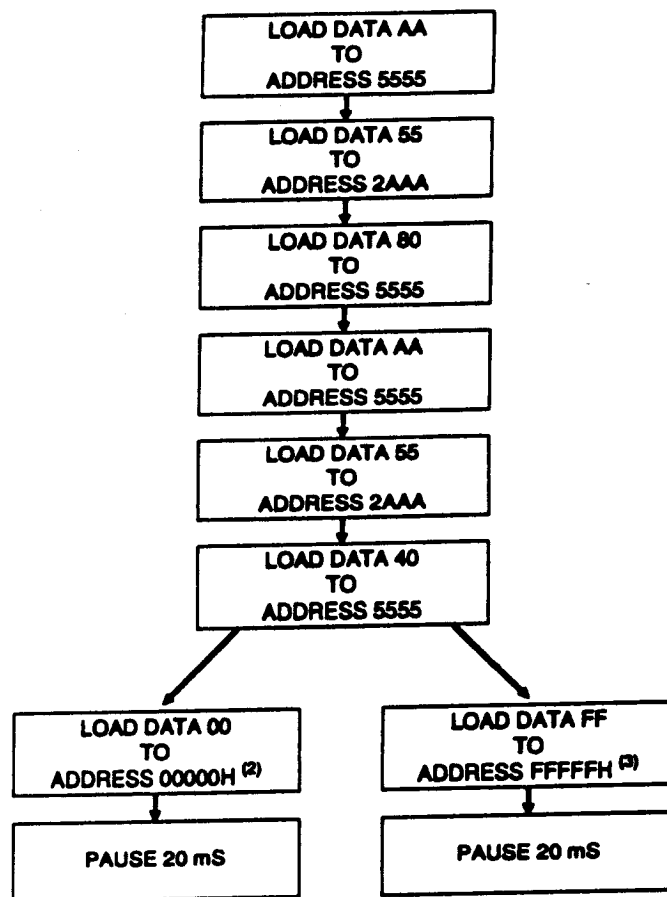 LOAD DATA AA
TO
ADDRESS 5555
LOAD DATA 55
TO
ADDRESS 2AAA
LOAD DATA 80
TO
ADDRESS 5555
LOAD DATA AA
TO
ADDRESS 5555
LOAD DATA 55
TO
ADDRESS 2AAA
LOAD DATA 40
TO
ADDRESS 5555
LOAD DATA 00
TO
ADDRESS 00000H (2)
PAUSE 20 mS
LOAD DATA FF
TO
ADDRESS FFFFFH (3)
PAUSE 20 mS